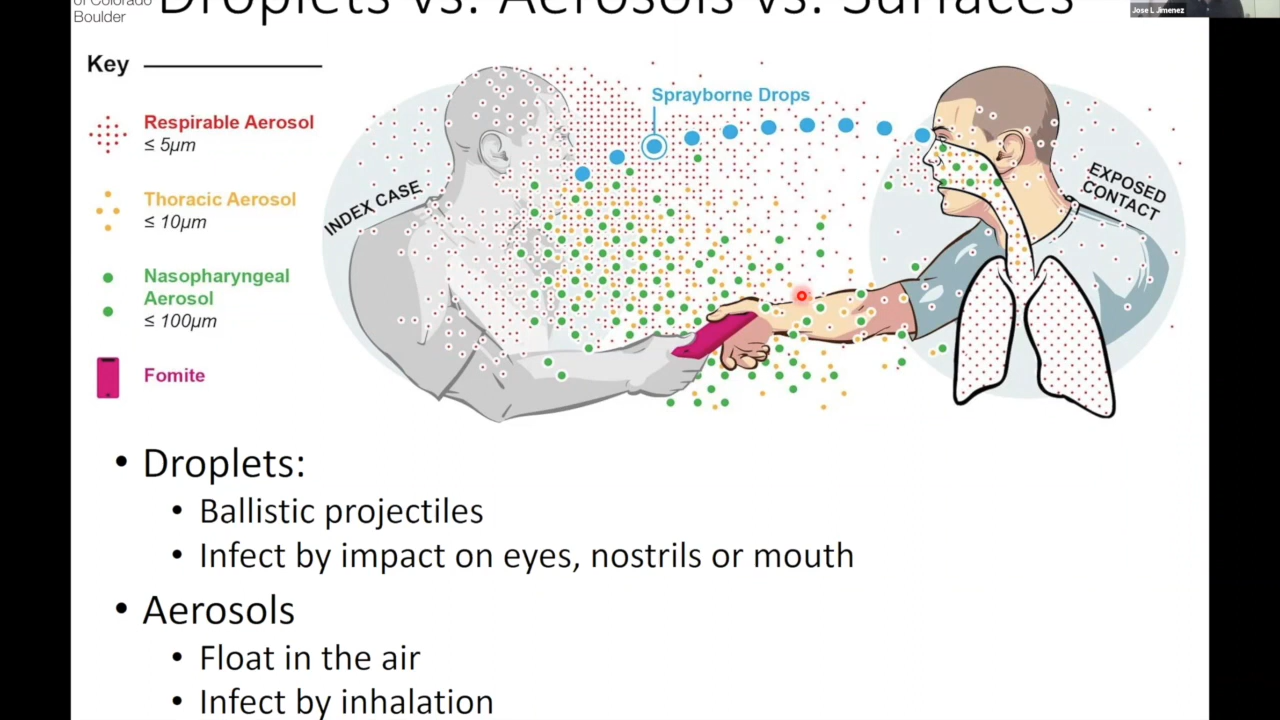 of Colorado
Boulder
Droplets vs. Aerosols vs. Surfaces
Jose L Jimenez
Key
Respirable Aerosol
≤ 5µm
Thoracic Aerosol
≤ 10µm
Nasopharyngeal
Aerosol
≤ 100µm
Fomite
Sprayborne Drops
INDEX CASE
EXPOSED
CONTACT
• Droplets:
• Ballistic projectiles
• Infect by impact on eyes, nostrils or mouth
• Aerosols
• Float in the air
• Infect by inhalation